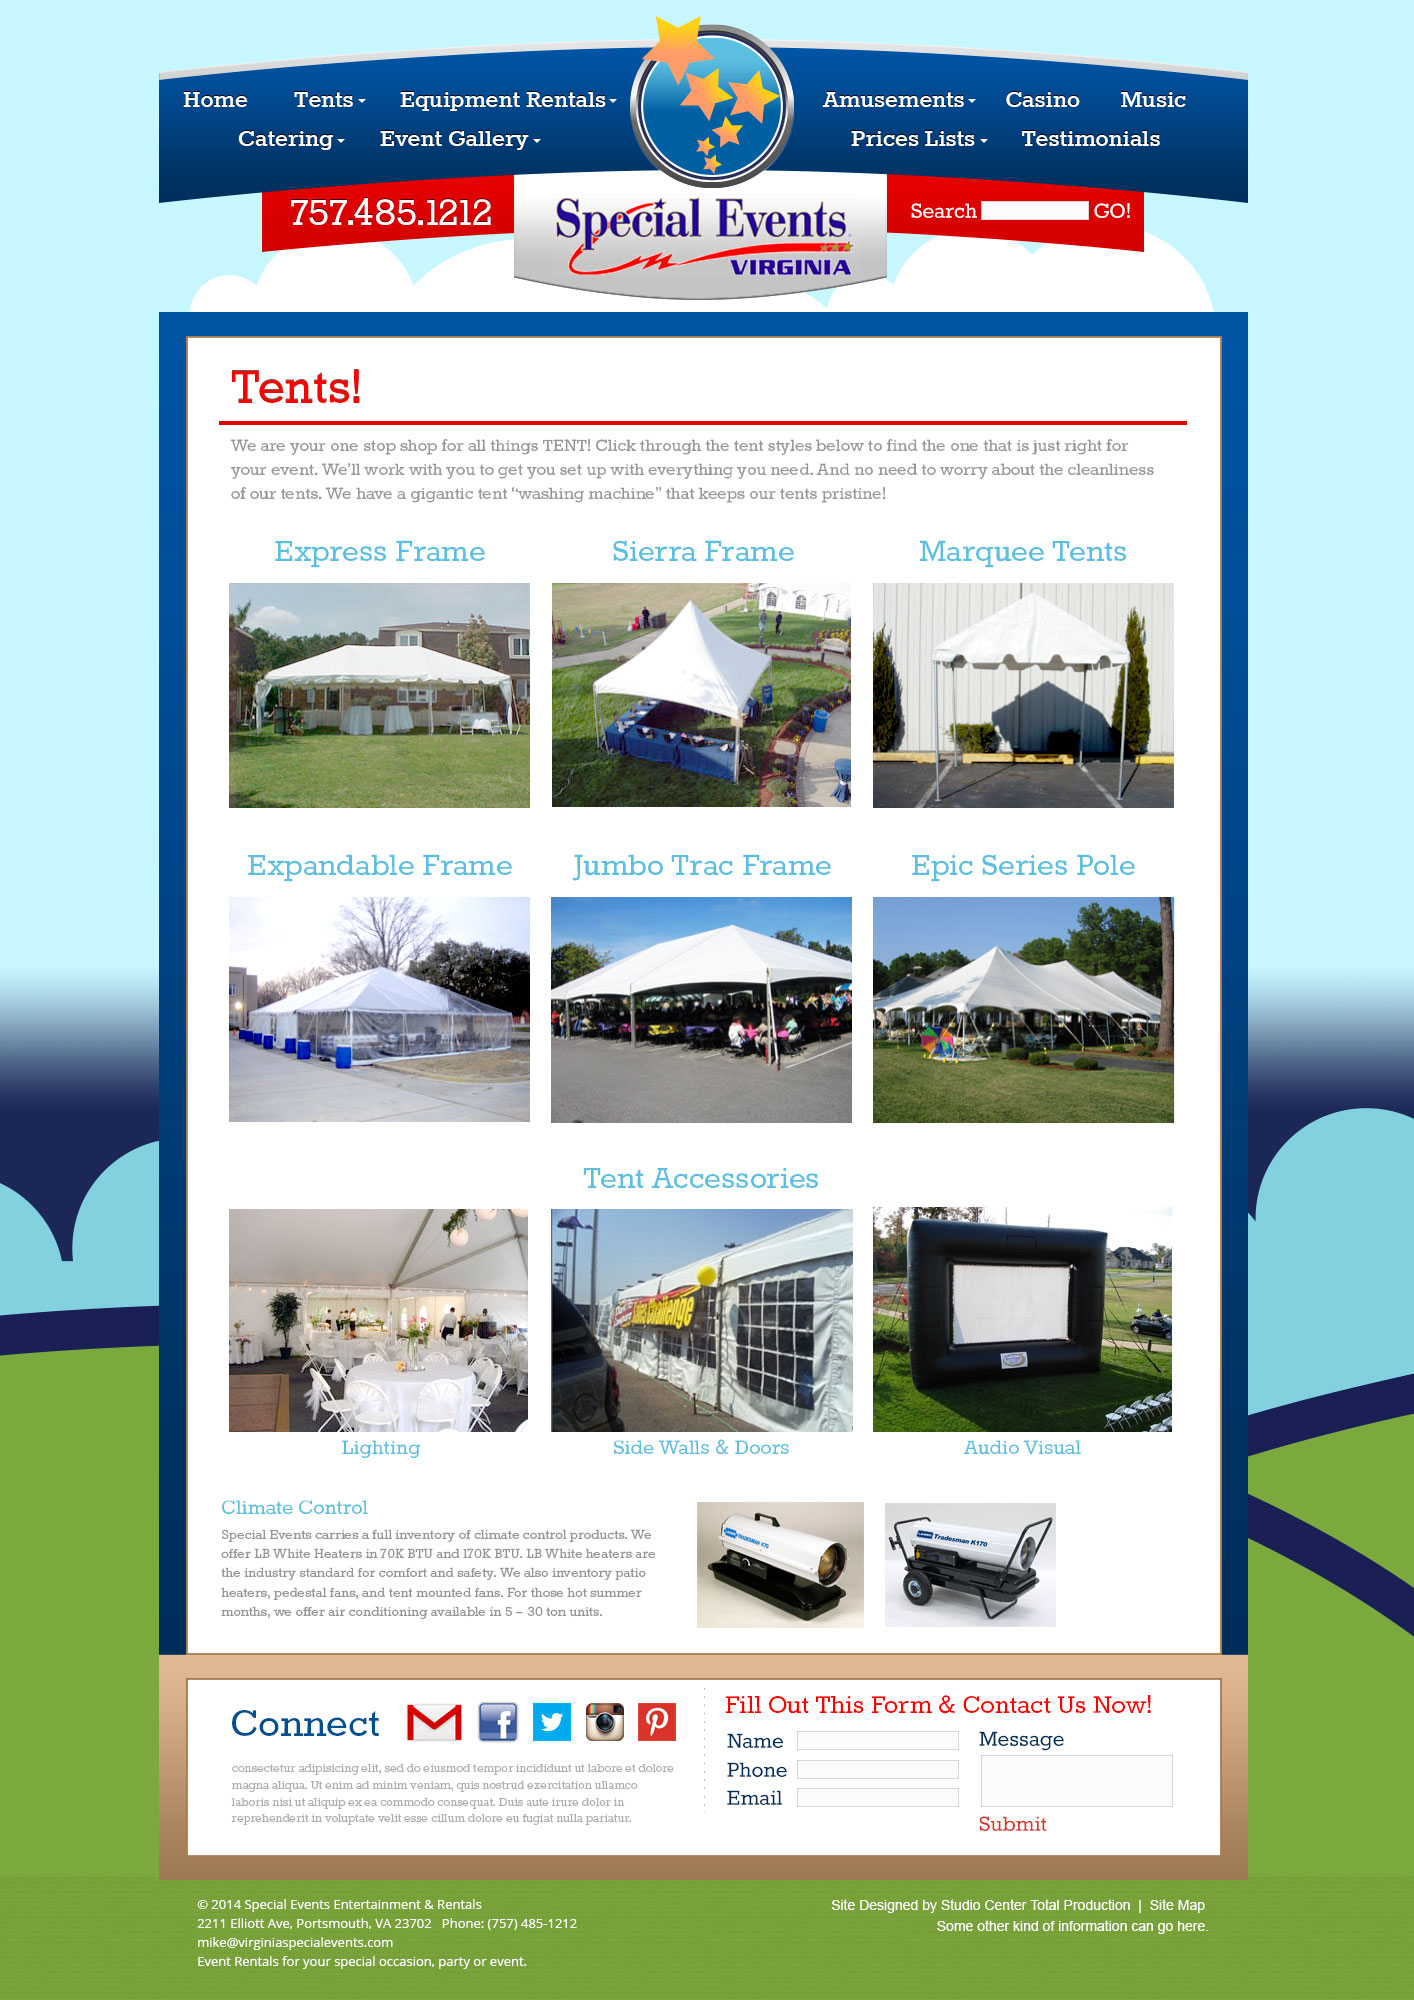 Home Tents Equipment Rentals Amusements Casino Music
Catering Event Gallery Prices Lists Testimonials
757.485.1212
Special Events
VIRGINIA
Search GO!
Tents!
We are your one stop shop for all things TENT! Click through the tent styles below to find the one that is just right for
your event. We'll work with you to get you set up with everything you need. And no need to worry about the cleanliness
of our tents. We have a gigantic tent “washing machine” that keeps our tents pristine!
Express Frame Sierra Frame Marquee Tents
Expandable Frame Jumbo Trac Frame Epic Series Pole
Tent Accessories
Challenge
Lighting Side Walls & Doors Audio Visual
Climate Control
Special Events carries a full inventory of climate control products. We
offer LB White Heaters in 70K BTU and 170K BTU. LB White heaters are
the industry standard for comfort and safety. We also inventory patio
heaters, pedestal fans, and tent mounted fans. For those hot summer
months, we offer air conditioning available in 5 – 30 ton units.
TRADESMAN K70
Tradesman K170
Connect
consectetur adipisicing elit, sed do eiusmod tempor incididunt ut labore et dolore
magna aliqua. Ut enim ad minim veniam, quis nostrud exercitation ullamco
laboris nisi ut aliquip ex ea commodo consequat. Duis aute irure dolor in
reprehenderit in voluptate velit esse cillum dolore eu fugiat nulla pariatur.
Fill Out This Form & Contact Us Now!
Name
Phone
Email
Message
Submit
© 2014 Special Events Entertainment & Rentals
2211 Elliott Ave, Portsmouth, VA 23702 Phone: (757) 485-1212
mike@virginiaspecialevents.com
Event Rentals for your special occasion, party or event.
Site Designed by Studio Center Total Production | Site Map
Some other kind of information can go here.